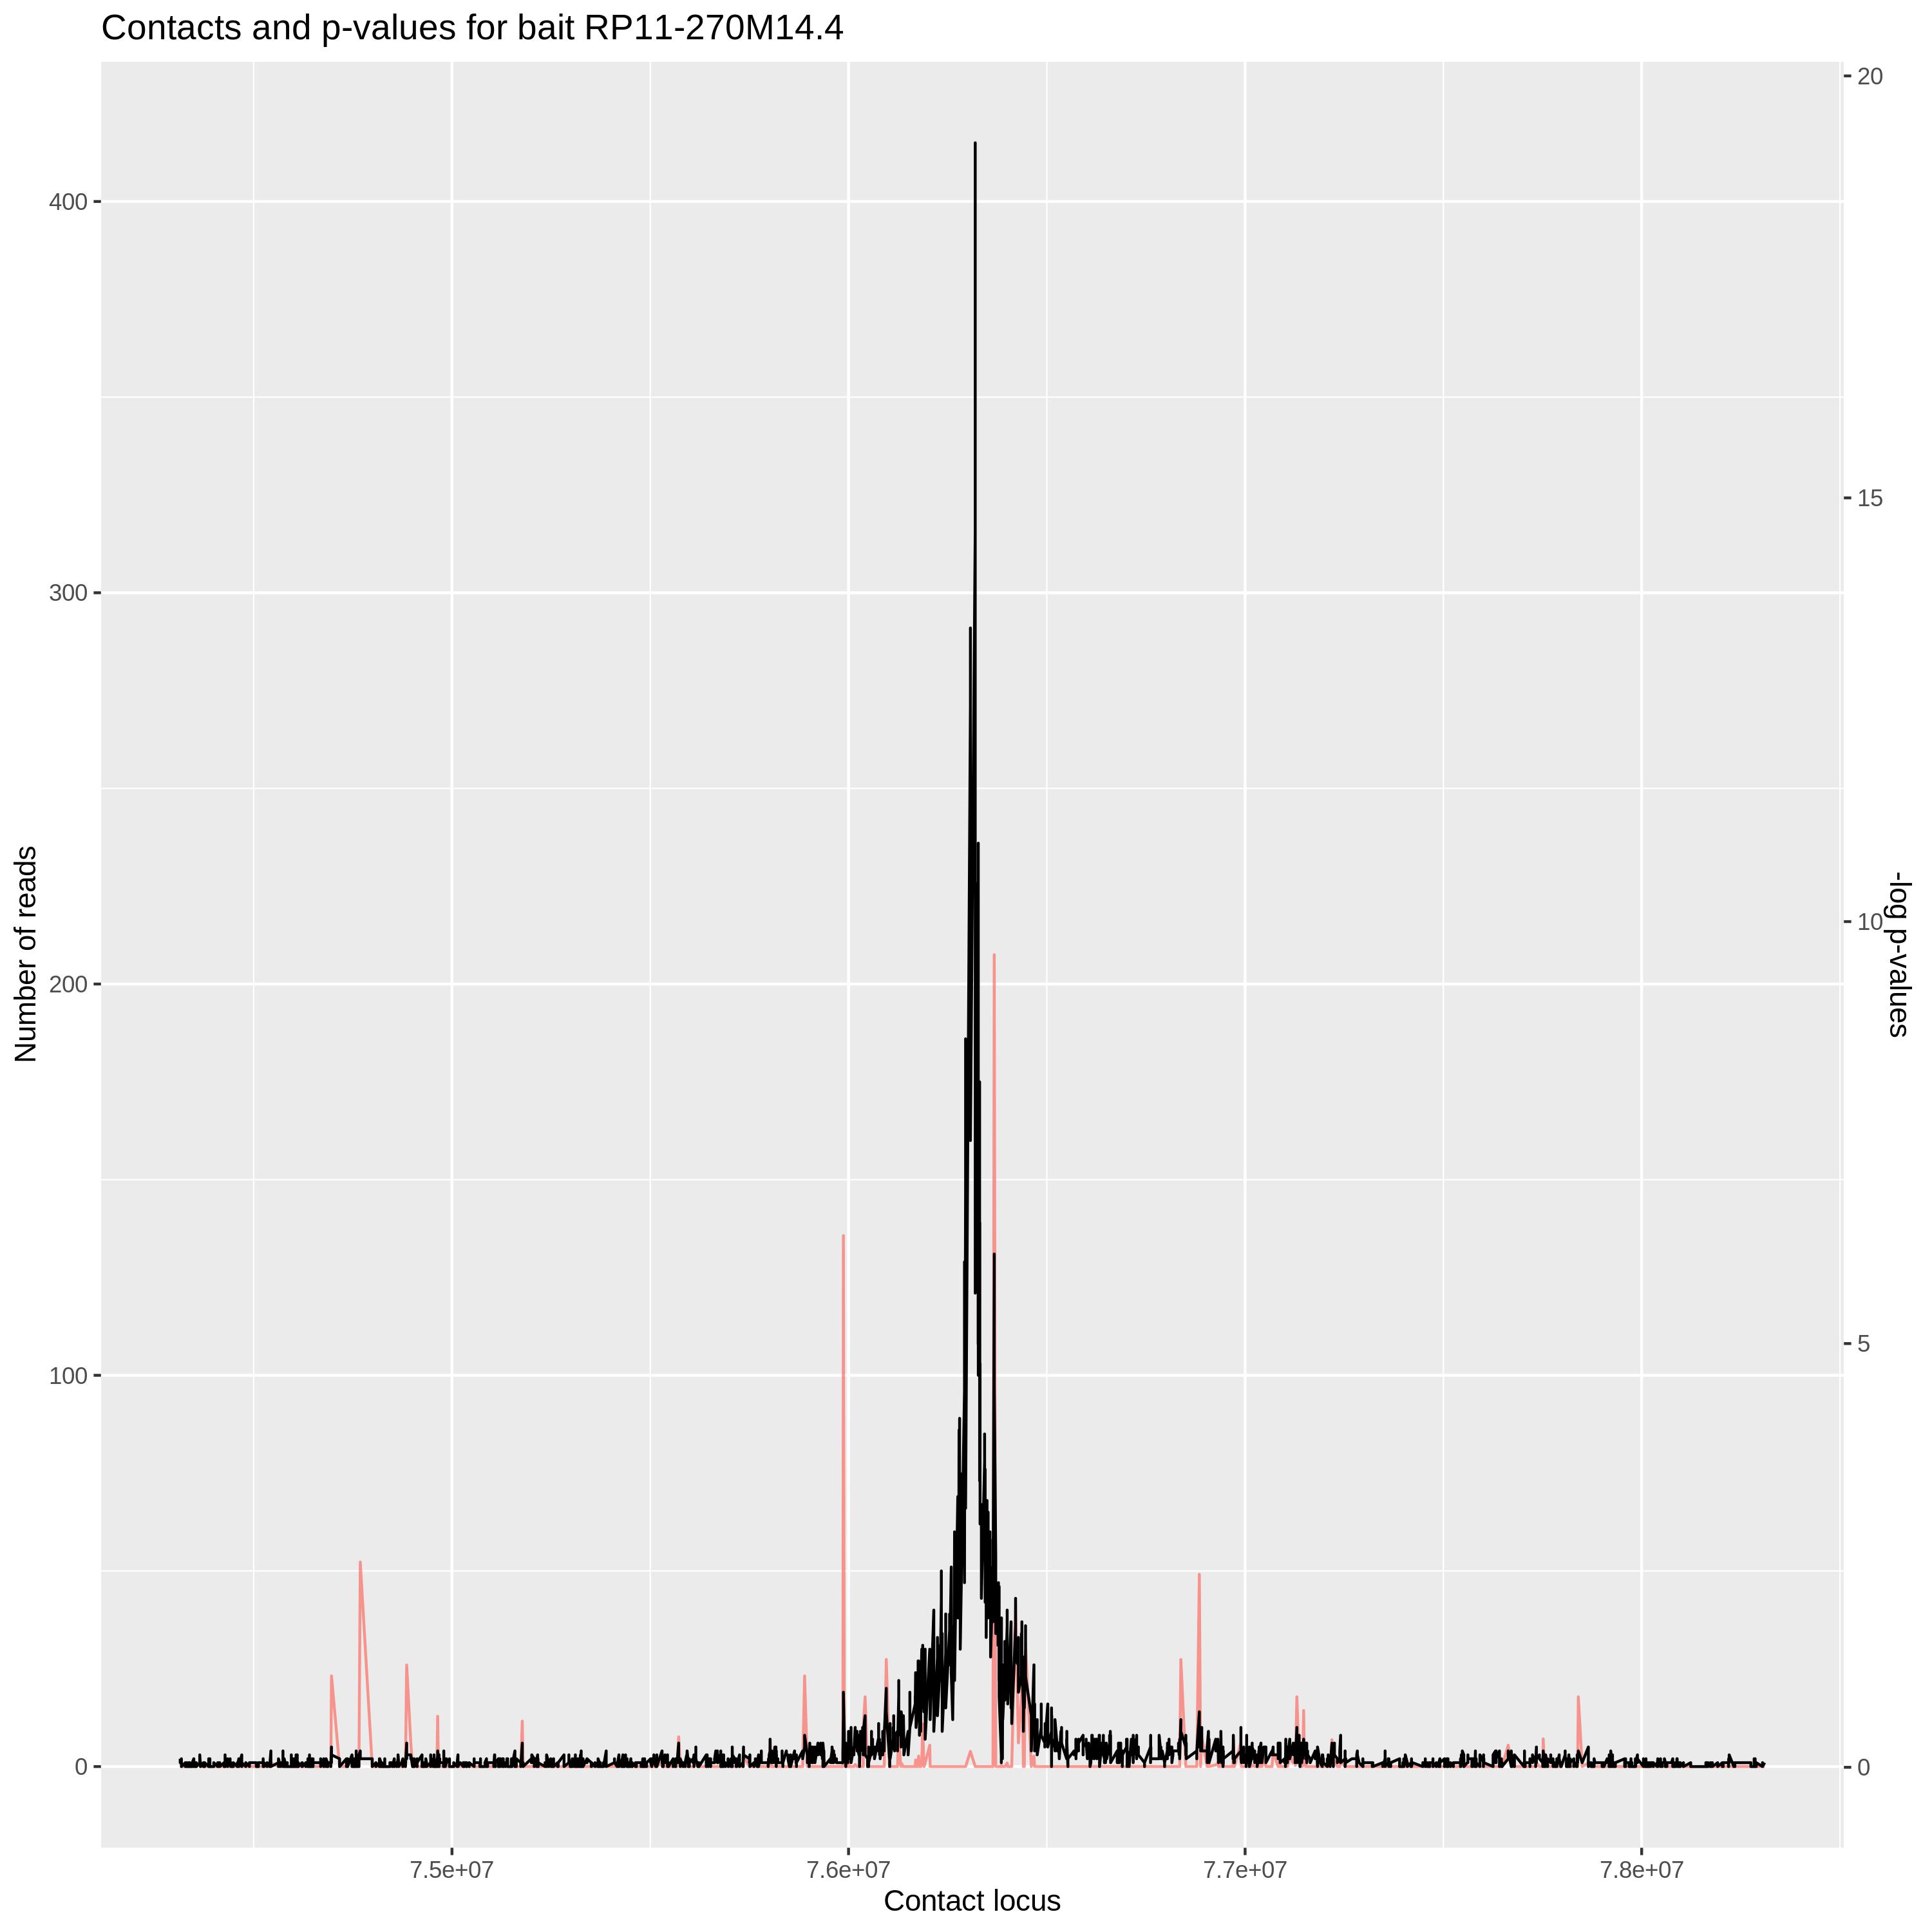 Contacts and p-values for bait RP11-270M14.4
Number of reads
400
300
200
100
0
20
15
10
5
0
-log p-values
7.5e+07
7.6e+07
7.7e+07
7.8e+07
Contact locus